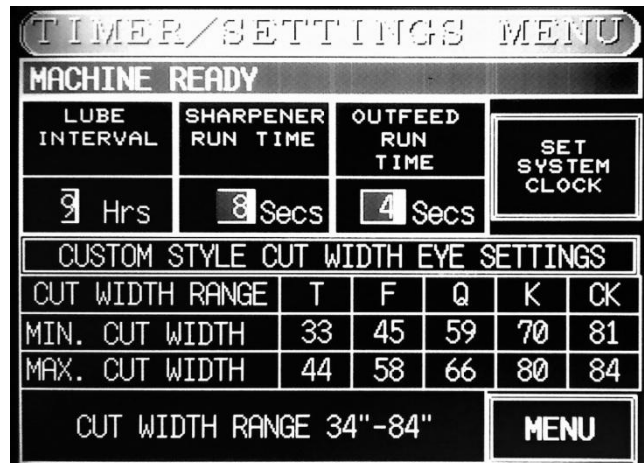 TIMER/SETTINGS MENU
MACHINE READY
LUBE
INTERVAL
9 Hrs
SHARPENER
RUN TIME
8 Secs
OUTFEED
RUN
TIME
4 Secs
SET
SYSTEM
CLOCK
CUSTOM STYLE CUT WIDTH EYE SETTINGS
CUT WIDTH RANGE T F Q K CK
MIN. CUT WIDTH 33 45 59 70 81
MAX. CUT WIDTH 44 58 66 80 84
CUT WIDTH RANGE 34"-84"
MENU